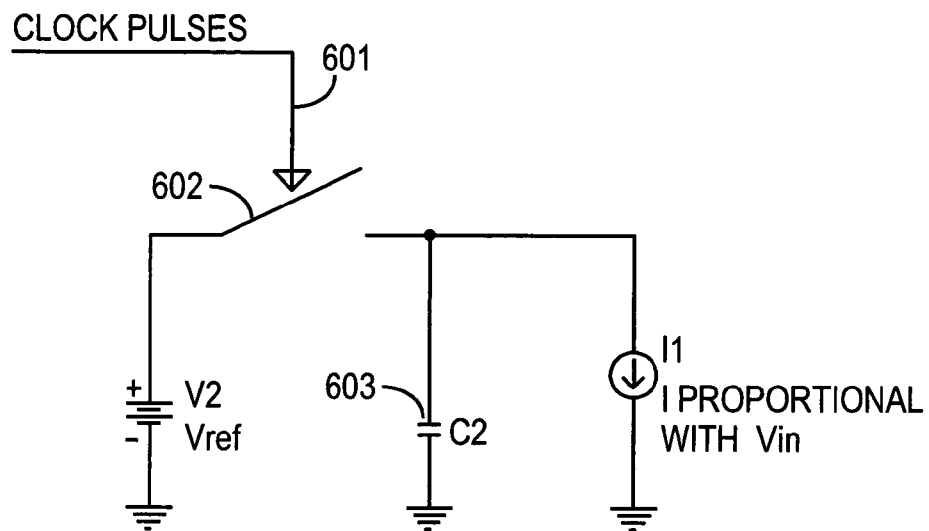 CLOCK PULSES
601
602
+
V2
-
Vref
603
C2
I1
I PROPORTIONAL
WITH Vin